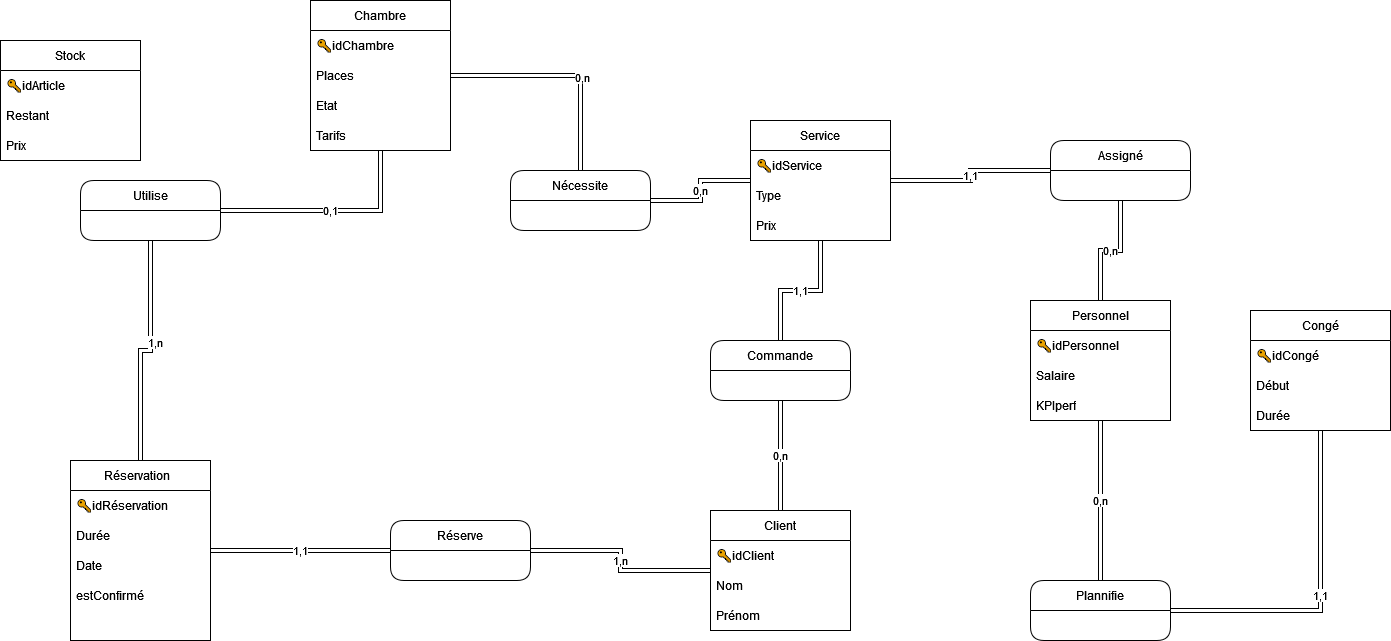 Chambre
idChambre
Places
Etat
Tarifs
Stock
idArticle
Restant
Prix
0,n
Utilise
0,1
Nécessite
0,n
Service
idService
Type
Prix
1,1
Assigné
0,n
1,1
1,n
Commande
0,n
Personnel
idPersonnel
Salaire
KPIperf
Congé
idCongé
Début
Durée
Réservation
idRéservation
Durée
Date
estConfirmé
1,1
Réserve
1,n
Client
idClient
Nom
Prénom
0,n
Plannifie
1,1